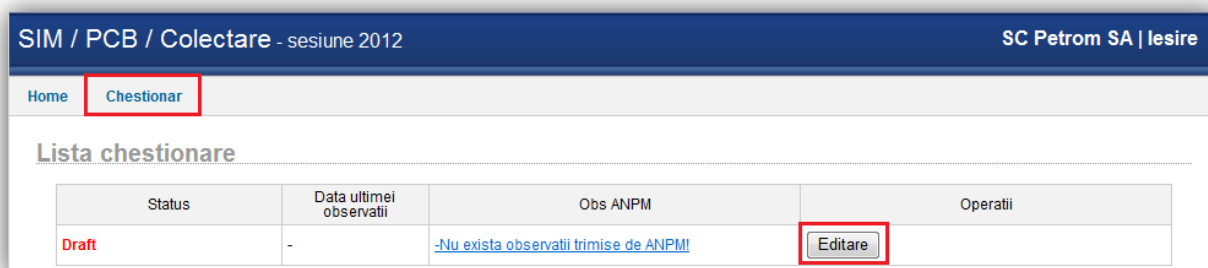 SIM / PCB / Colectare - sesiune 2012 SC Petrom SA | Iesire
Home Chestionar
Lista chestionare
Status Data ultimei observatii Obs ANPM Operatii
Draft - -Nu exista observatii trimise de ANPM! Editare